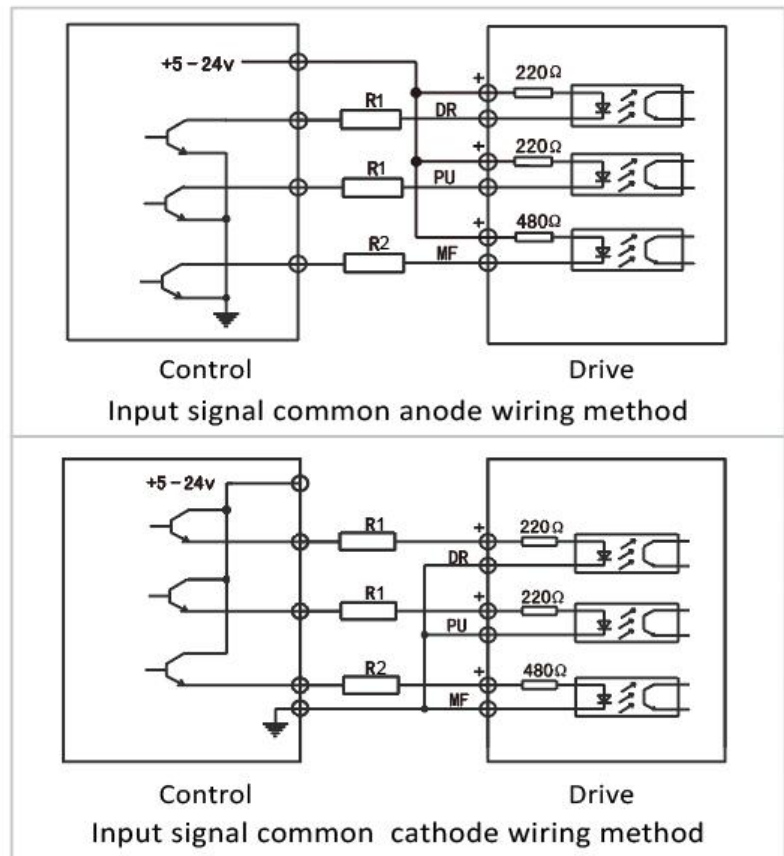 +5-24v
+ 220Ω
R1 DR
+ 220Ω
R1 PU
+ 480Ω
R2 MF
Control Drive
Input signal common anode wiring method
+5-24v
R1 + 220Ω
DR
R1 + 220Ω
PU
R2 + 480Ω
MF
Control Drive
Input signal common cathode wiring method